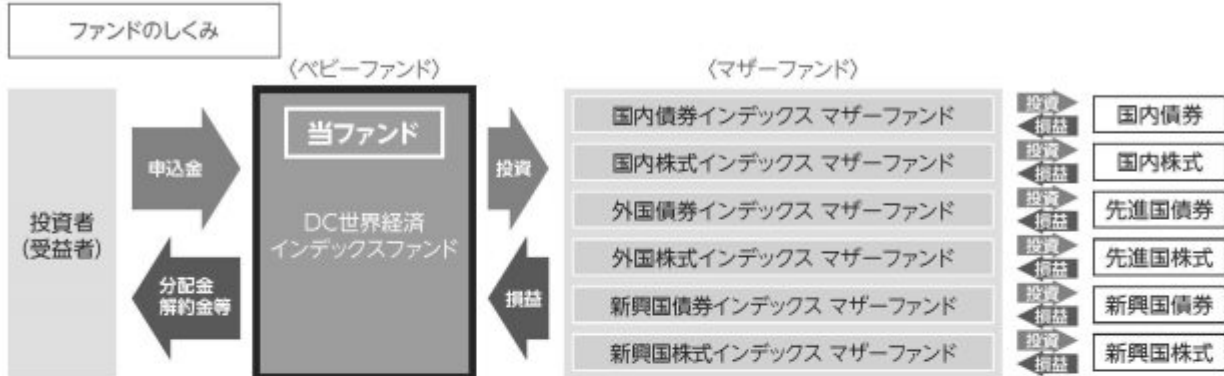 ファンドのしくみ
〈ベビーファンド〉
〈マザーファンド〉
投資者
(受益者)
申込金
分配金
解約金等
当ファンド
DC世界経済
インデックスファンド
投資
損益
国内債券インデックス マザーファンド
投資
損益
国内債券
国内株式インデックス マザーファンド
投資
損益
国内株式
外国債券インデックス マザーファンド
投資
損益
先進国債券
外国株式インデックス マザーファンド
投資
損益
先進国株式
新興国債券インデックス マザーファンド
投資
損益
新興国債券
新興国株式インデックス マザーファンド
投資
損益
新興国株式